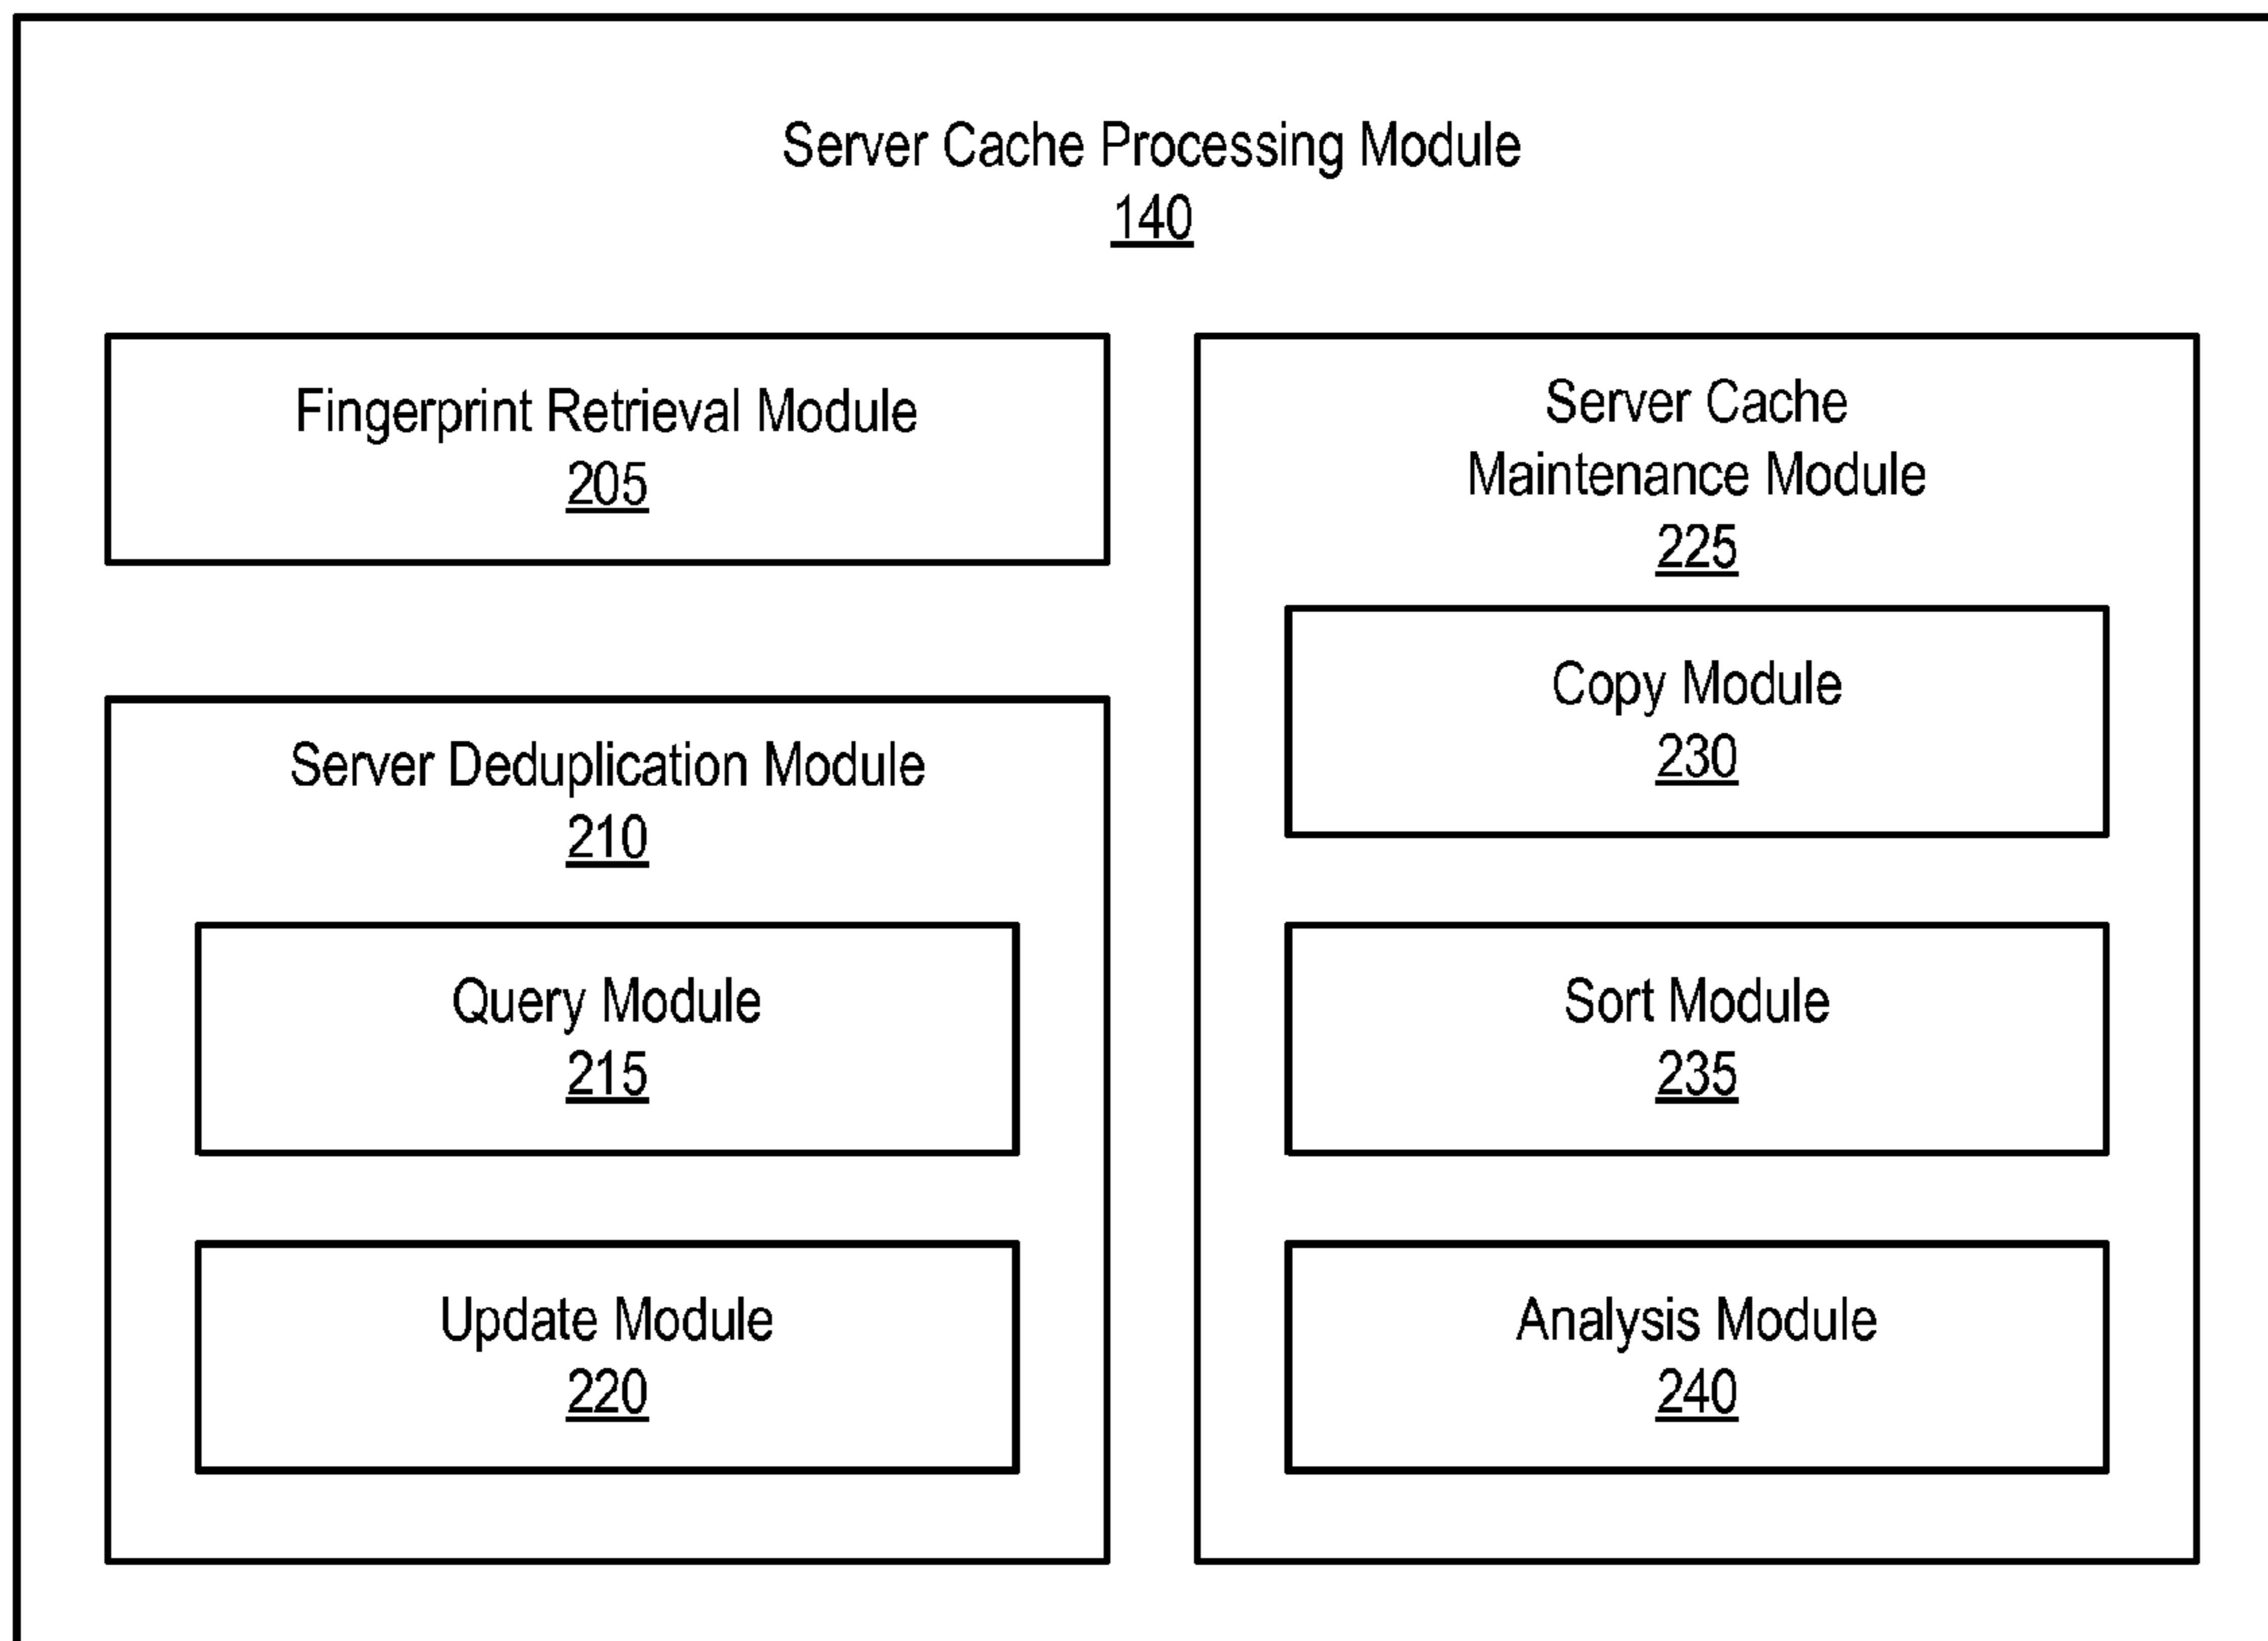 Server Cache Processing Module
140
Fingerprint Retrieval Module
205
Server Deduplication Module
210
Query Module
215
Update Module
220
Server Cache
Maintenance Module
225
Copy Module
230
Sort Module
235
Analysis Module
240